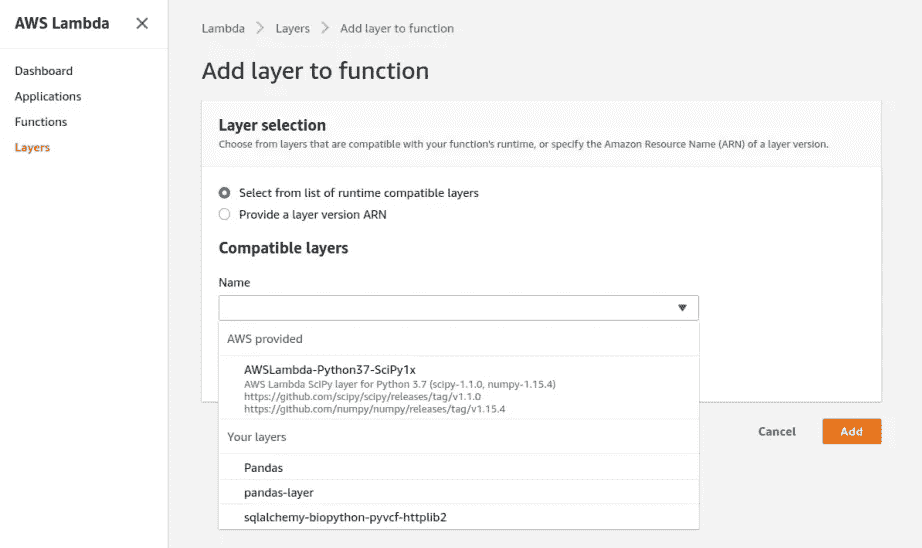 AWS Lambda
Dashboard
Applications
Functions
Layers
Lambda > Layers > Add layer to function
Add layer to function
Layer selection
Choose from layers that are compatible with your function's runtime, or specify the Amazon Resource Name (ARN) of a layer version.
Select from list of runtime compatible layers
Provide a layer version ARN
Compatible layers
Name
AWS provided
AWSLambda-Python37-SciPy1x
AWS Lambda SciPy layer for Python 3.7 (scipy-1.1.0, numpy-1.15.4)
https://github.com/scipy/scipy/releases/tag/v1.1.0
https://github.com/numpy/numpy/releases/tag/v1.15.4
Your layers
Pandas
pandas-layer
sqlalchemy-biopython-pyvcf-httplib2
Cancel
Add